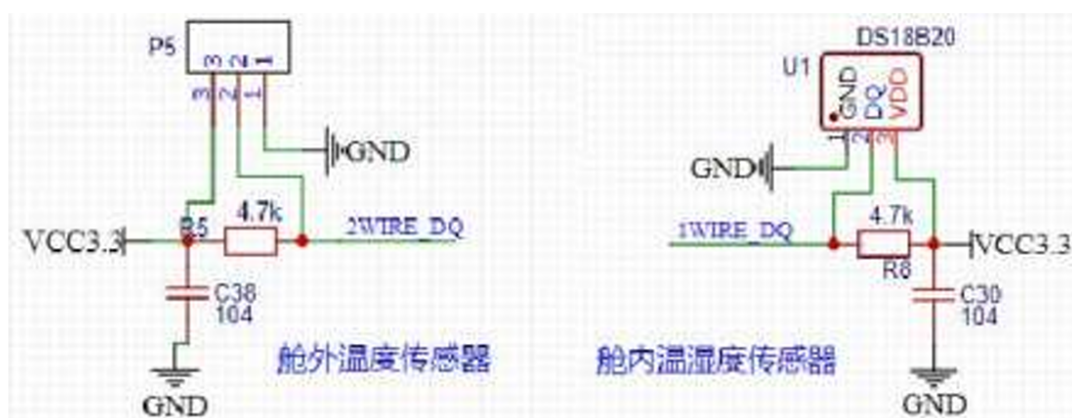 P5
3
2
1
3
2
1
GND
R5
4.7k
VCC3.3
2WIRE_DQ
C38
104
舱外温度传感器
GND
DS18B20
U1
GND
DQ
VDD
1
2
3
GND
1WIRE_DQ
4.7k
R8
VCC3.3
C30
104
舱内温湿度传感器
GND